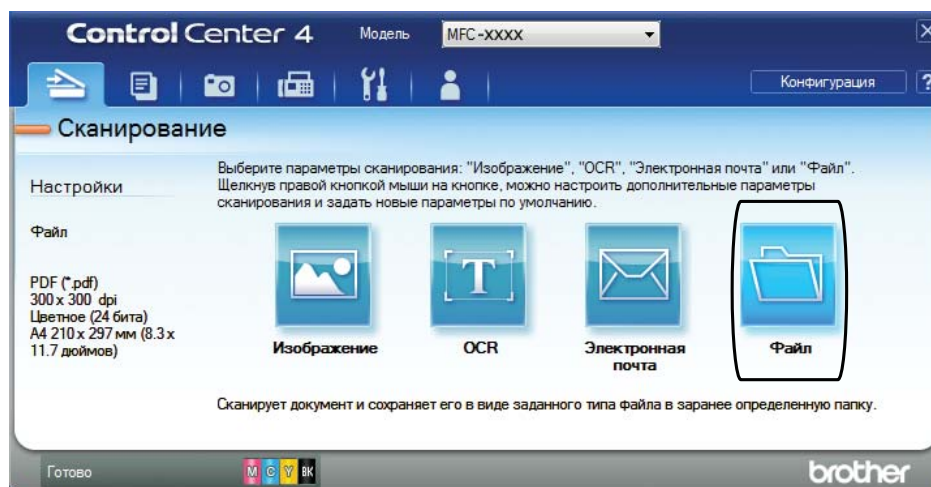 Control Center 4 Модель MFC-XXXX
Конфигурация ?
Сканирование
Настройки
Файл
PDF (*.pdf)
300 x 300 dpi
Цветное (24 бита)
A4 210 x 297 мм (8.3 x
11.7 дюймов)
Выберите параметры сканирования: "Изображение", "OCR", "Электронная почта" или "Файл".
Щелкнув правой кнопкой мыши на кнопке, можно настроить дополнительные параметры
сканирования и задать новые параметры по умолчанию.
T
Изображение
OCR
Электронная
почта
Файл
Сканирует документ и сохраняет его в виде заданного типа файла в заранее определенную папку.
Готово M C Y BK brother